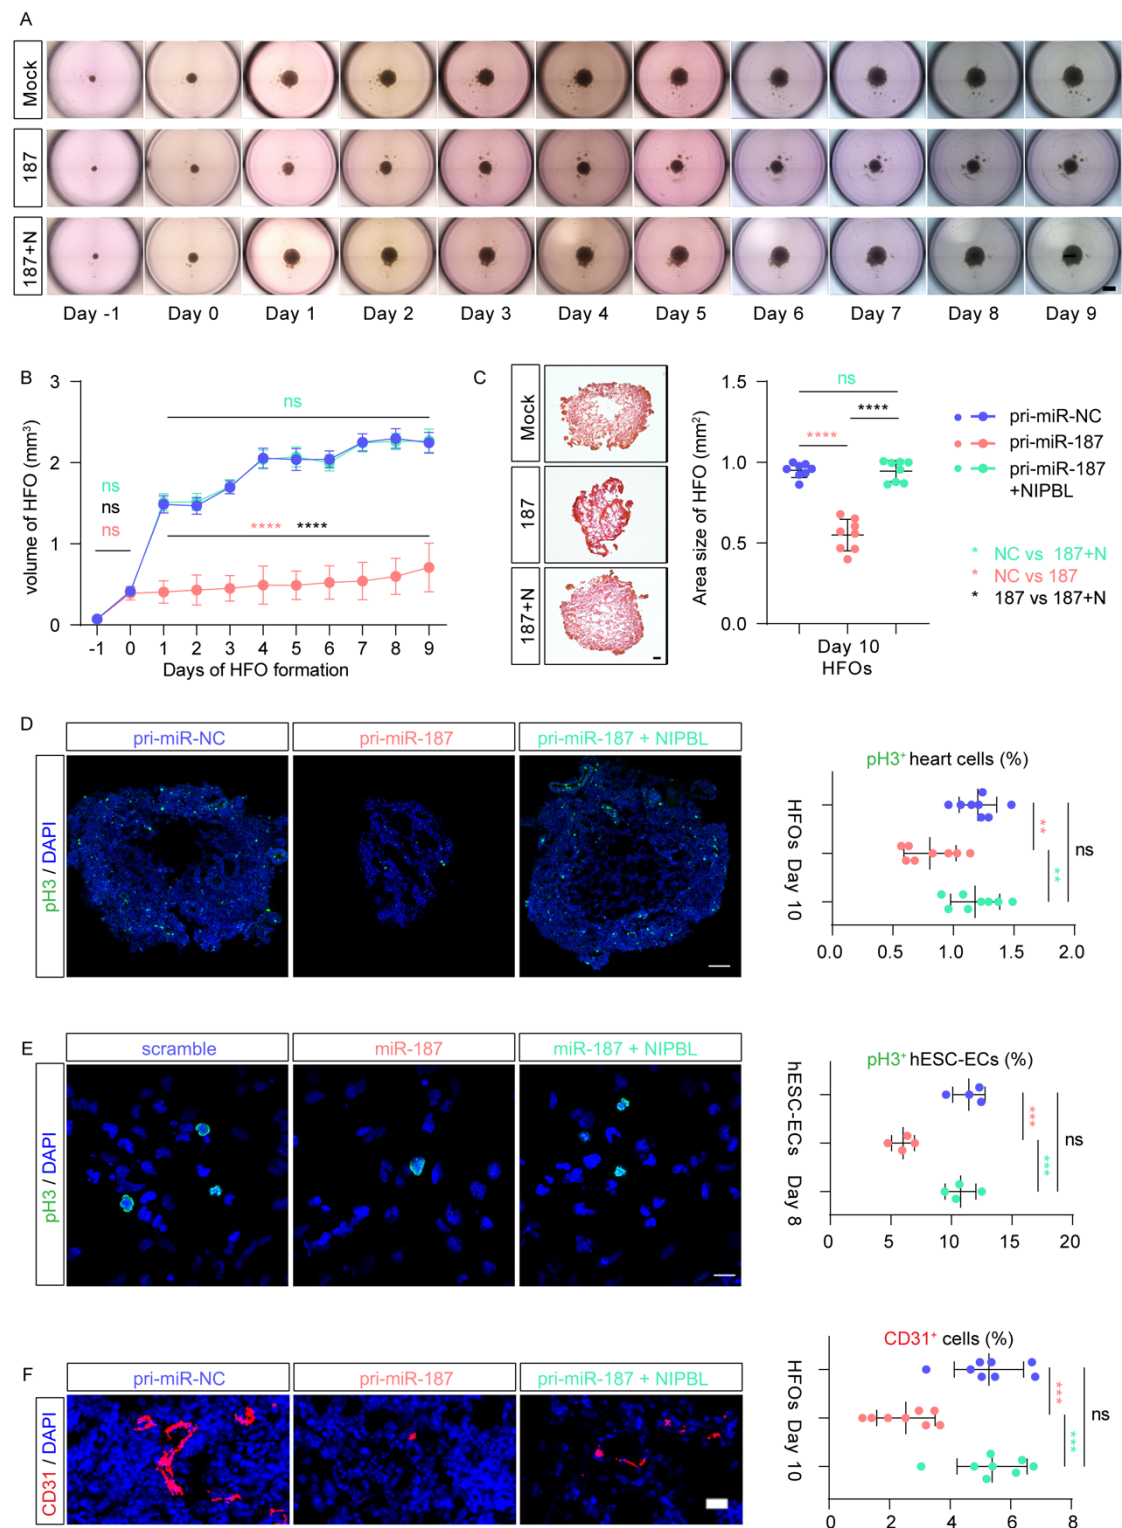 A
Mock
187
187+N
Day -1 Day 0 Day 1 Day 2 Day 3 Day 4 Day 5 Day 6 Day 7 Day 8 Day 9
B
volume of HFO (mm³)
3
2
1
0
ns
ns
ns
ns
**** ****
-1 0 1 2 3 4 5 6 7 8 9
Days of HFO formation
C
Mock
187
187+N
Area size of HFO (mm²)
1.5
1.0
0.5
0.0
ns
****
****
Day 10
HFOs
pri-miR-NC
pri-miR-187
pri-miR-187
+NIPBL
* NC vs 187+N
* NC vs 187
* 187 vs 187+N
D
pri-miR-NC pri-miR-187 pri-miR-187 + NIPBL
pH3 / DAPI
pH3⁺ heart cells (%)
HFOs Day 10
**
**
ns
0.0 0.5 1.0 1.5 2.0
E
scramble miR-187 miR-187 + NIPBL
pH3 / DAPI
pH3⁺ hESC-ECs (%)
hESC-ECs Day 8
***
***
ns
0 5 10 15 20
F
pri-miR-NC pri-miR-187 pri-miR-187 + NIPBL
CD31 / DAPI
CD31⁺ cells (%)
HFOs Day 10
***
***
ns
0 2 4 6 8